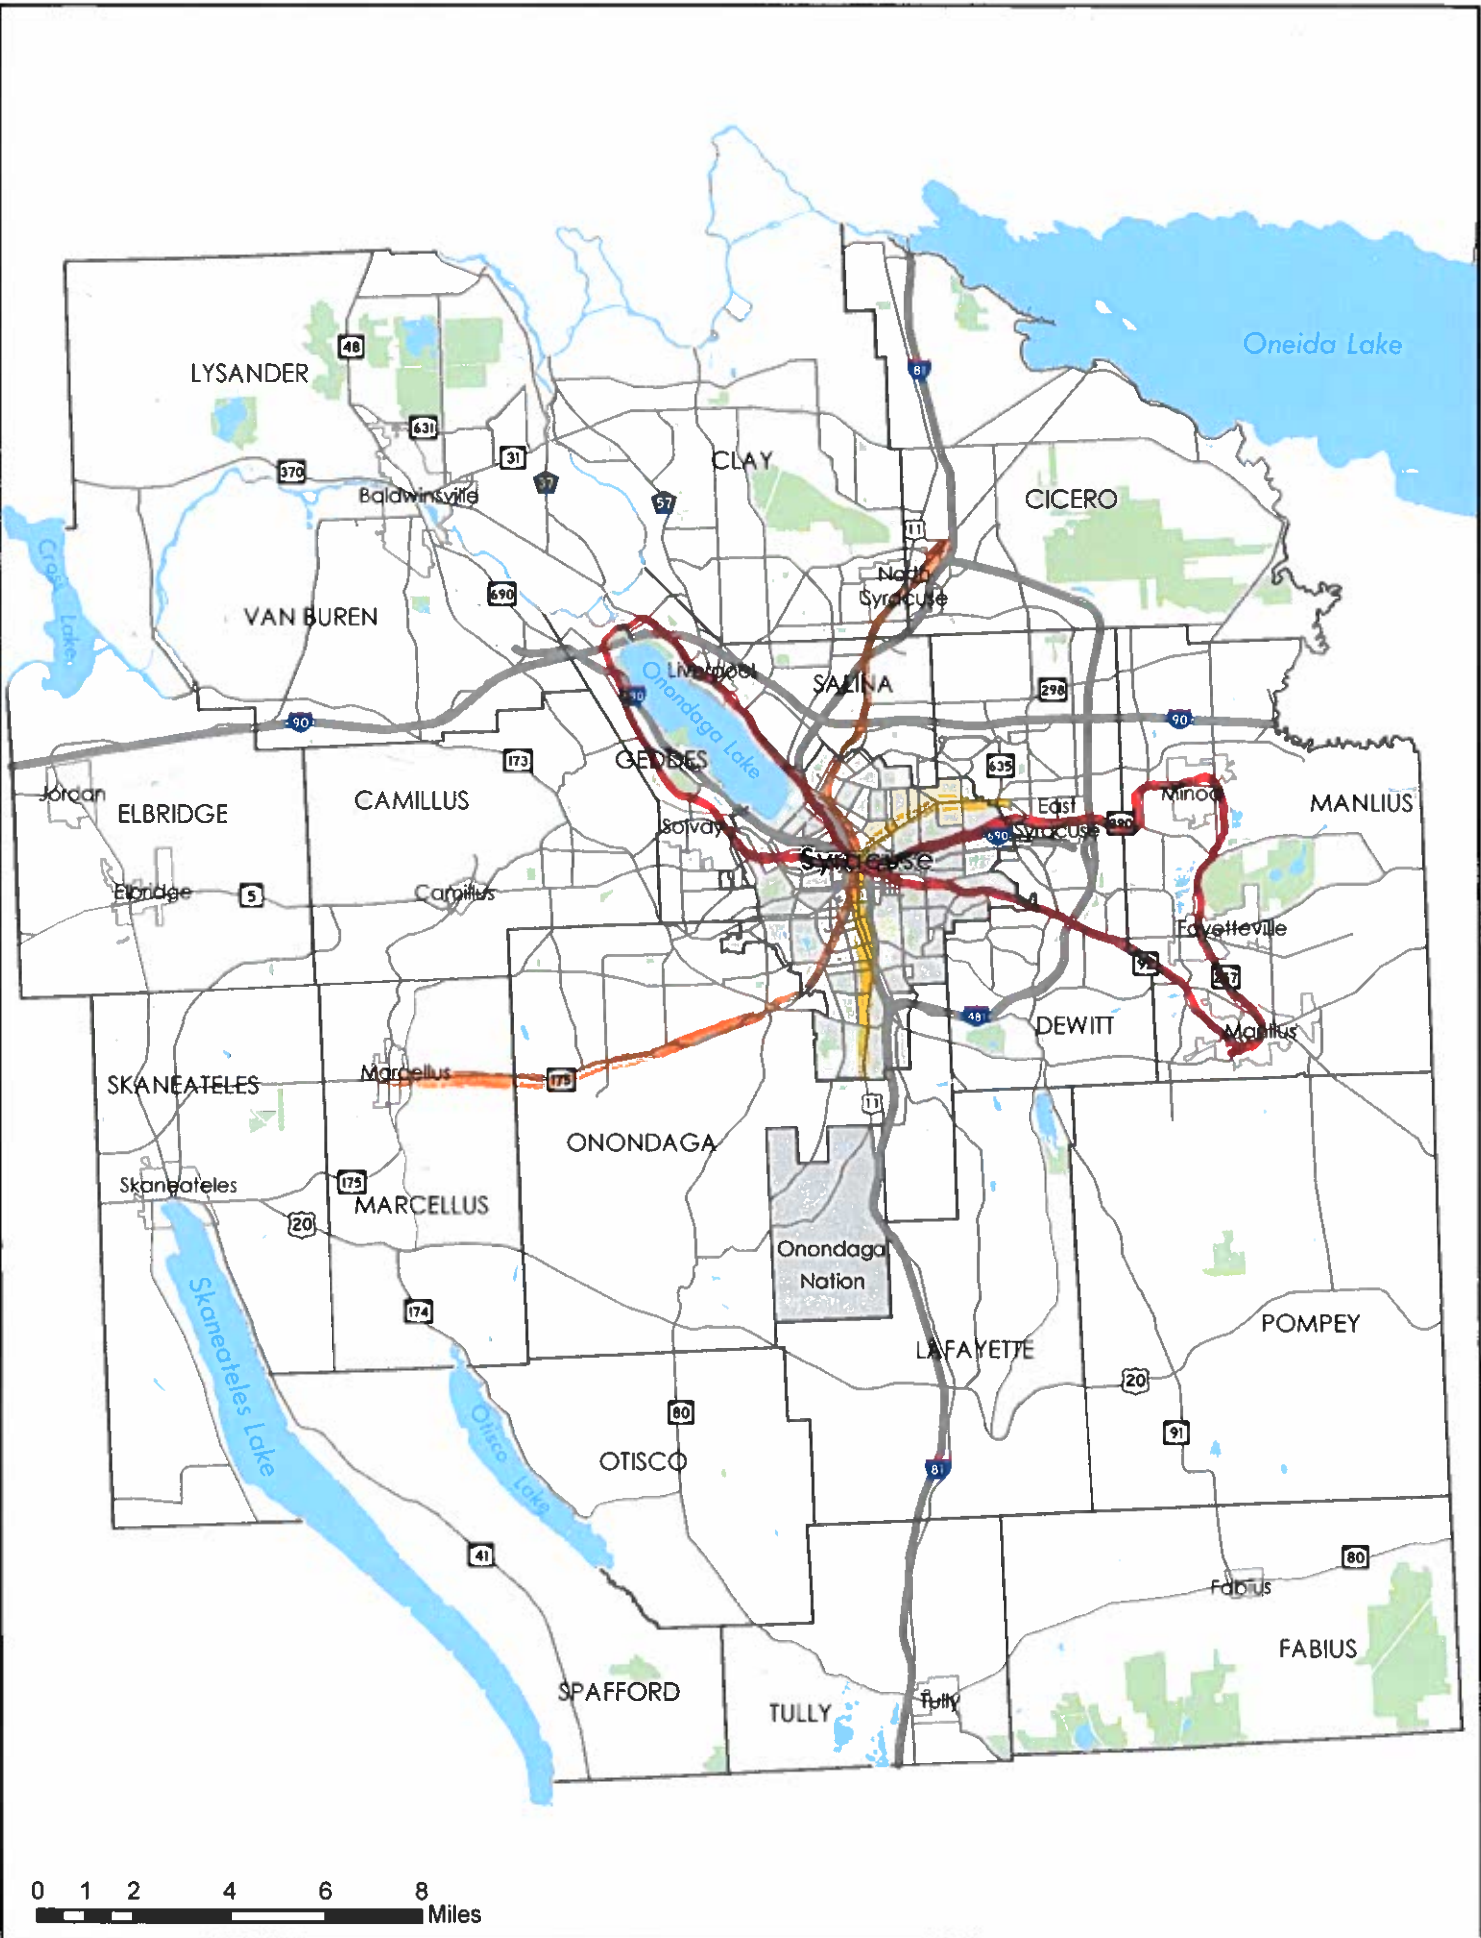 Oneida Lake
81
48
LYSANDER
631
31
370
CLAY
37
57
Baldwinsville
CICERO
11
North
Syracuse
Cross Lake
690
VAN BUREN
Liverpool
SALINA
298
Onondaga Lake
90
90
173
GEDDES
635
Jordan
ELBRIDGE
CAMILLUS
Minoa
MANLIUS
East
Syracuse
290
690
Solvay
Syracuse
Elbridge
5
Camillus
Fayetteville
92
257
481
DEWITT
Manlius
Marcellus
175
SKANEATELES
11
ONONDAGA
Skaneateles
175
MARCELLUS
20
Onondaga
Nation
174
Skaneateles Lake
LAFAYETTE
POMPEY
20
80
91
Otisco Lake
OTISCO
81
41
80
Fabius
FABIUS
SPAFFORD
TULLY
Tully
0 1 2 4 6 8
Miles